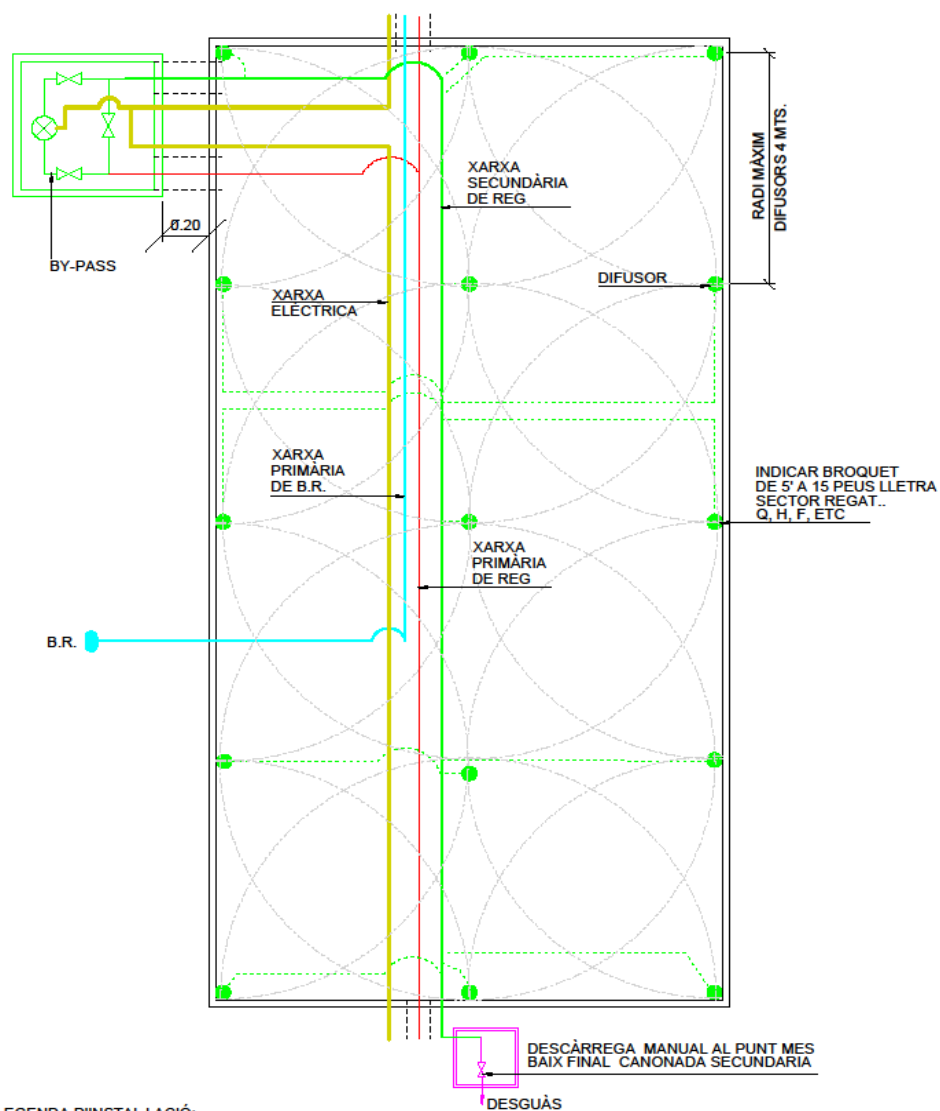 XARXA
SECUNDÀRIA
DE REG
RADI MÀXIM
DIFUSORS 4 MTS.
0.20
BY-PASS
DIFUSOR
XARXA
ELÈCTRICA
XARXA
PRIMÀRIA
DE B.R.
INDICAR BROQUET
DE 5' A 15 PEUS LLETRA
SECTOR REGAT..
Q, H, F, ETC
XARXA
PRIMÀRIA
DE REG
B.R.
DESCÀRREGA MANUAL AL PUNT MES
BAIX FINAL CANONADA SECUNDARIA
DESGUÀS